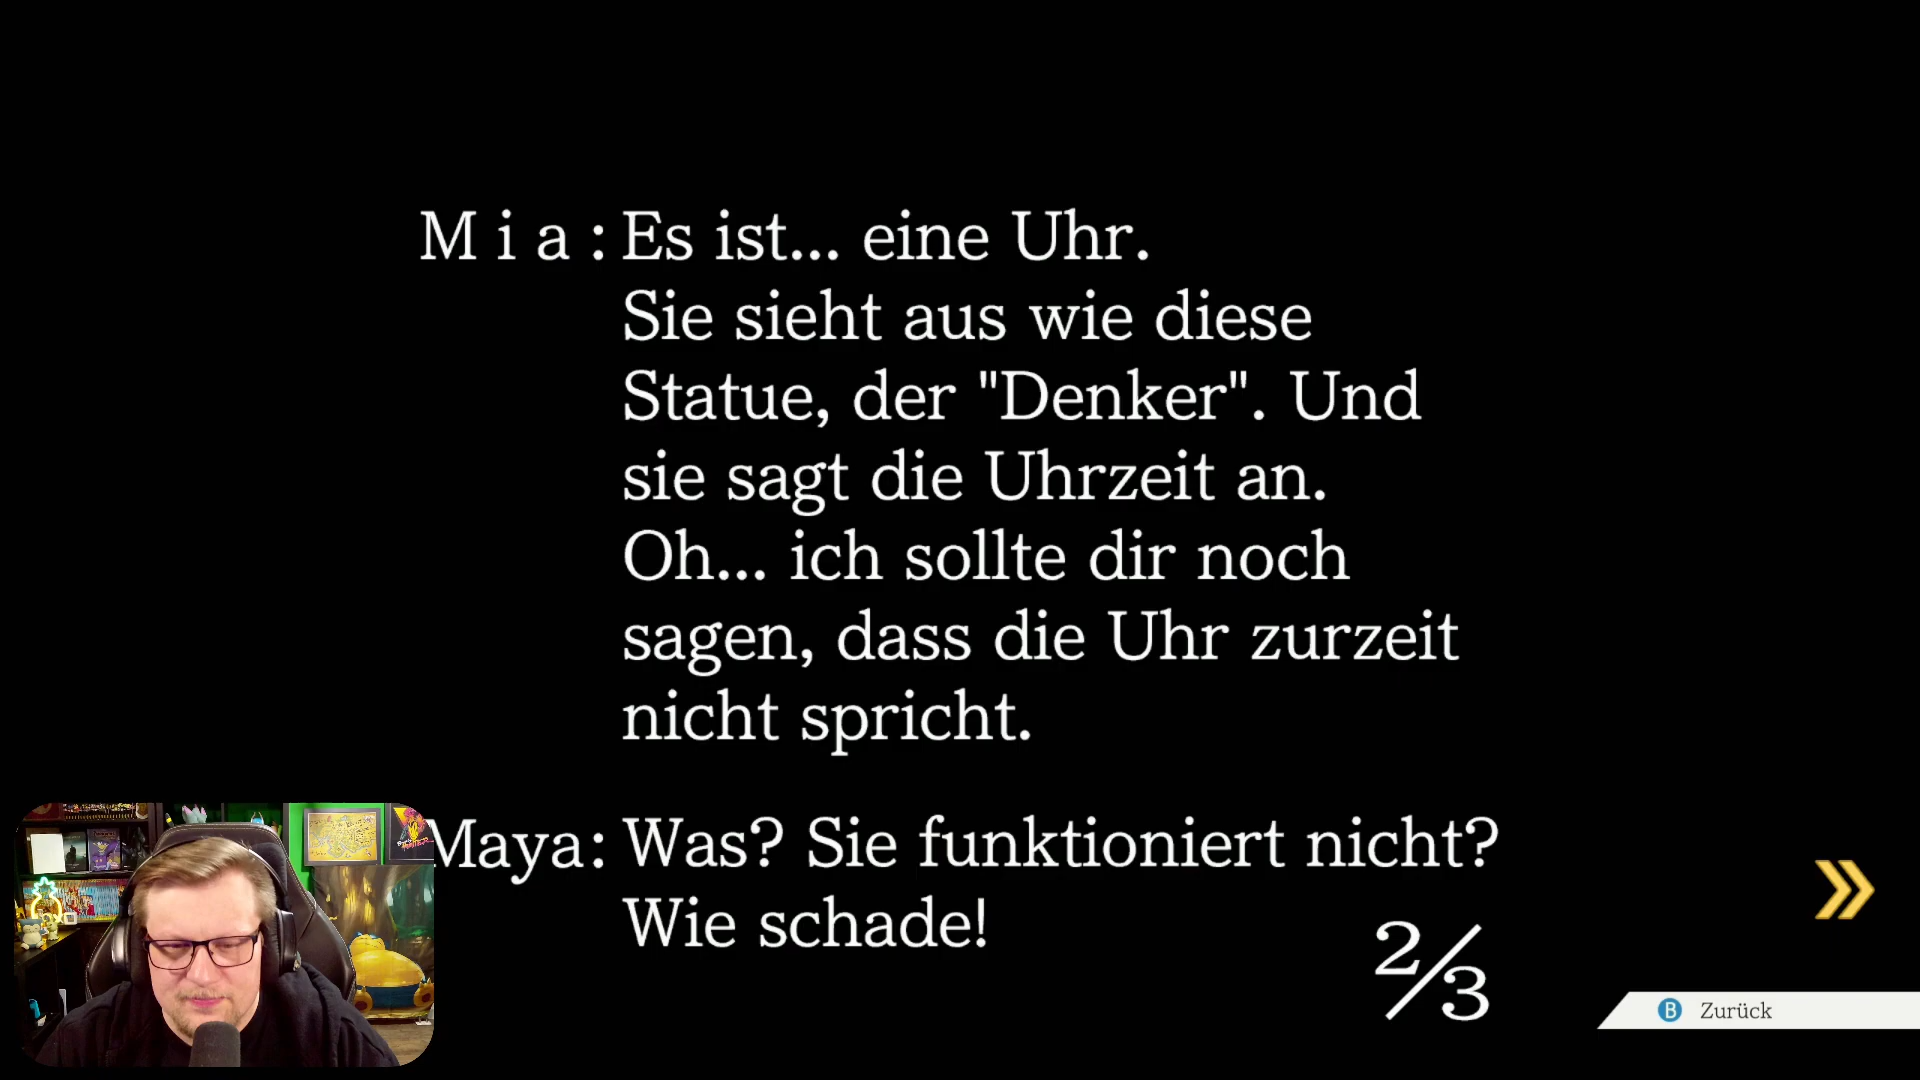 Mia: Es ist... eine Uhr.
Sie sieht aus wie diese
Statue, der "Denker". Und
sie sagt die Uhrzeit an.
Oh... ich sollte dir noch
sagen, dass die Uhr zurzeit
nicht spricht.
Maya: Was? Sie funktioniert nicht?
Wie schade!
2/3
B Zurück